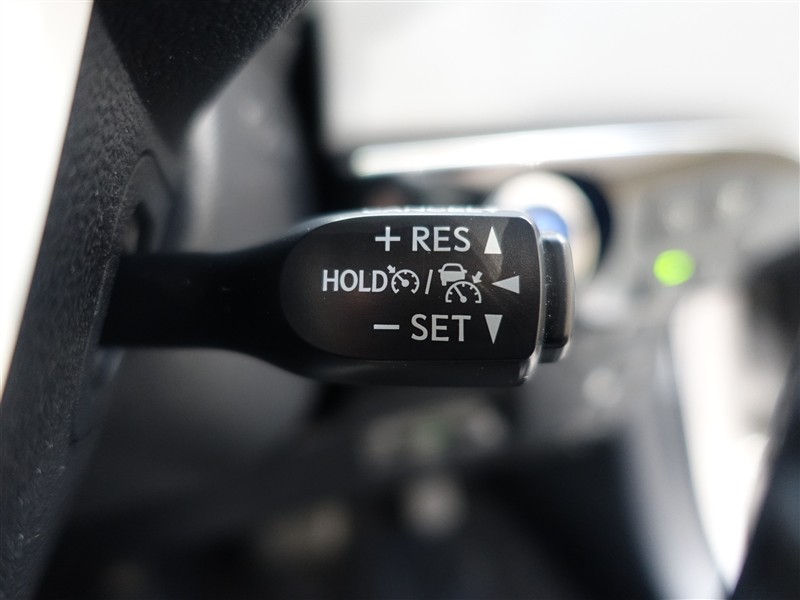 + RES ▲
HOLD / ◀
− SET ▼